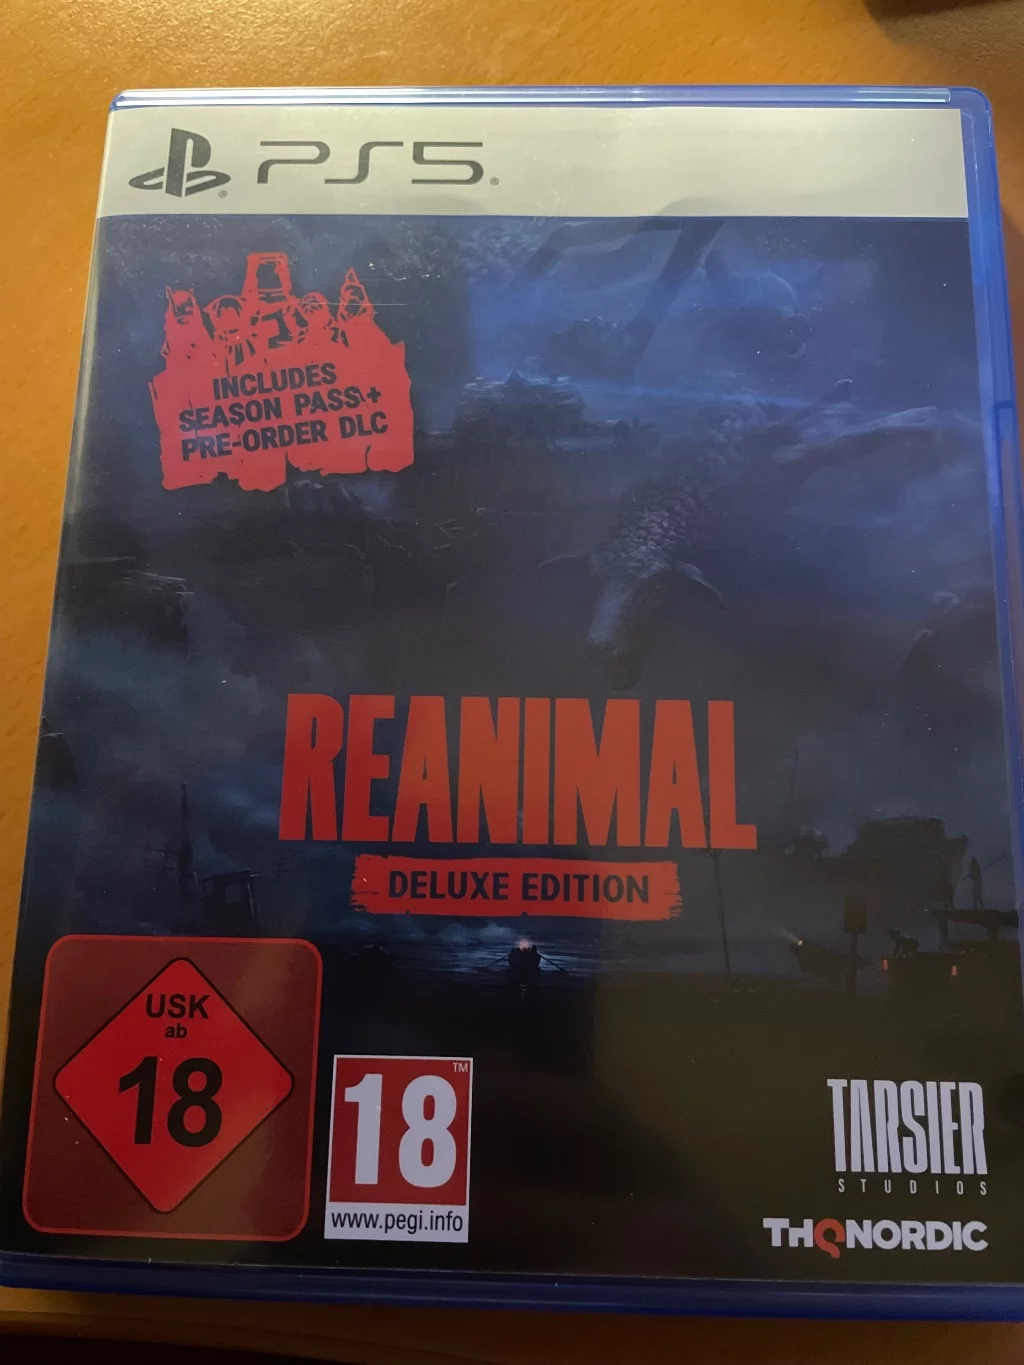 PS5
INCLUDES
SEASON PASS +
PRE-ORDER DLC
REANIMAL
DELUXE EDITION
USK
ab
18
18™
www.pegi.info
TARSIER
STUDIOS
THQNORDIC